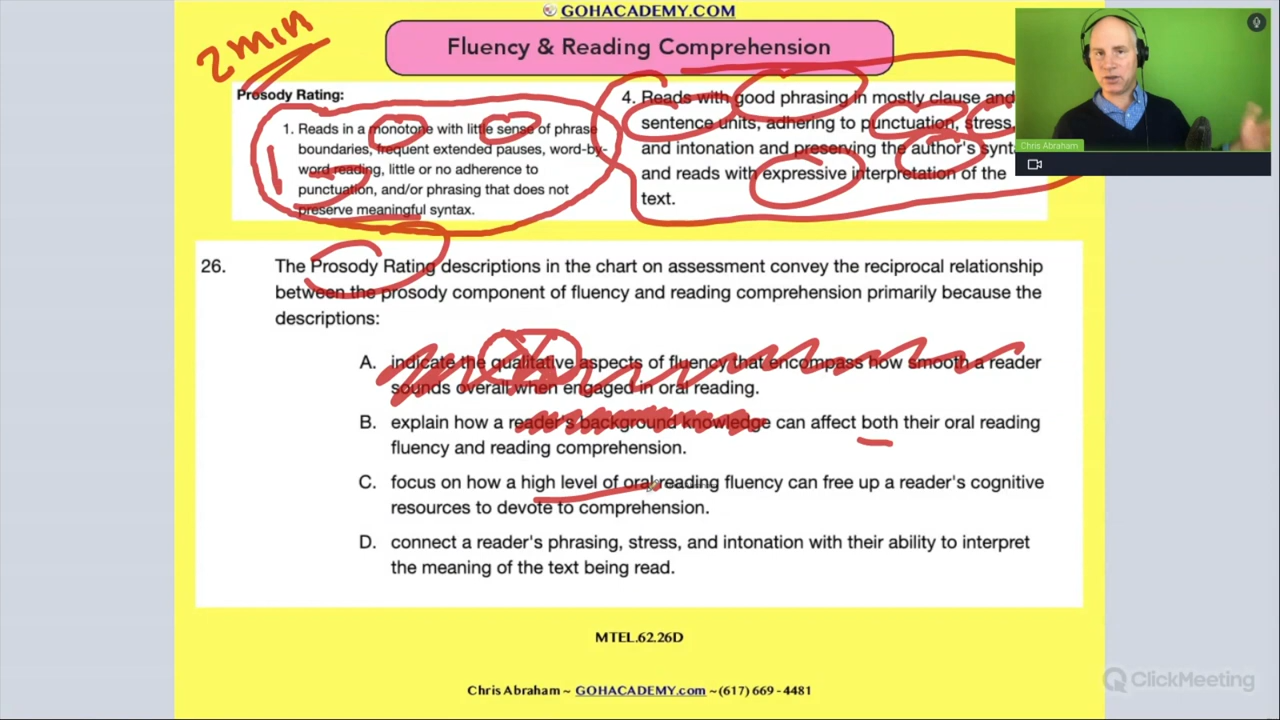 GOHACADEMY.COM
2 min
Fluency & Reading Comprehension
Prosody Rating:
1. Reads in a monotone with little sense of phrase
boundaries, frequent extended pauses, word-by-
word reading, little or no adherence to
punctuation, and/or phrasing that does not
preserve meaningful syntax.
4. Reads with good phrasing in mostly clause and
sentence units, adhering to punctuation, stress,
and intonation and preserving the author's synta
and reads with expressive interpretation of the
text.
Chris Abraham
26. The Prosody Rating descriptions in the chart on assessment convey the reciprocal relationship
between the prosody component of fluency and reading comprehension primarily because the
descriptions:
A. indicate the qualitative aspects of fluency that encompass how smooth a reader
sounds overall when engaged in oral reading.
B. explain how a reader's background knowledge can affect both their oral reading
fluency and reading comprehension.
C. focus on how a high level of oral reading fluency can free up a reader's cognitive
resources to devote to comprehension.
D. connect a reader's phrasing, stress, and intonation with their ability to interpret
the meaning of the text being read.
MTEL.62.26D
Chris Abraham ~ GOHACADEMY.com ~(617) 669 - 4481
ClickMeeting